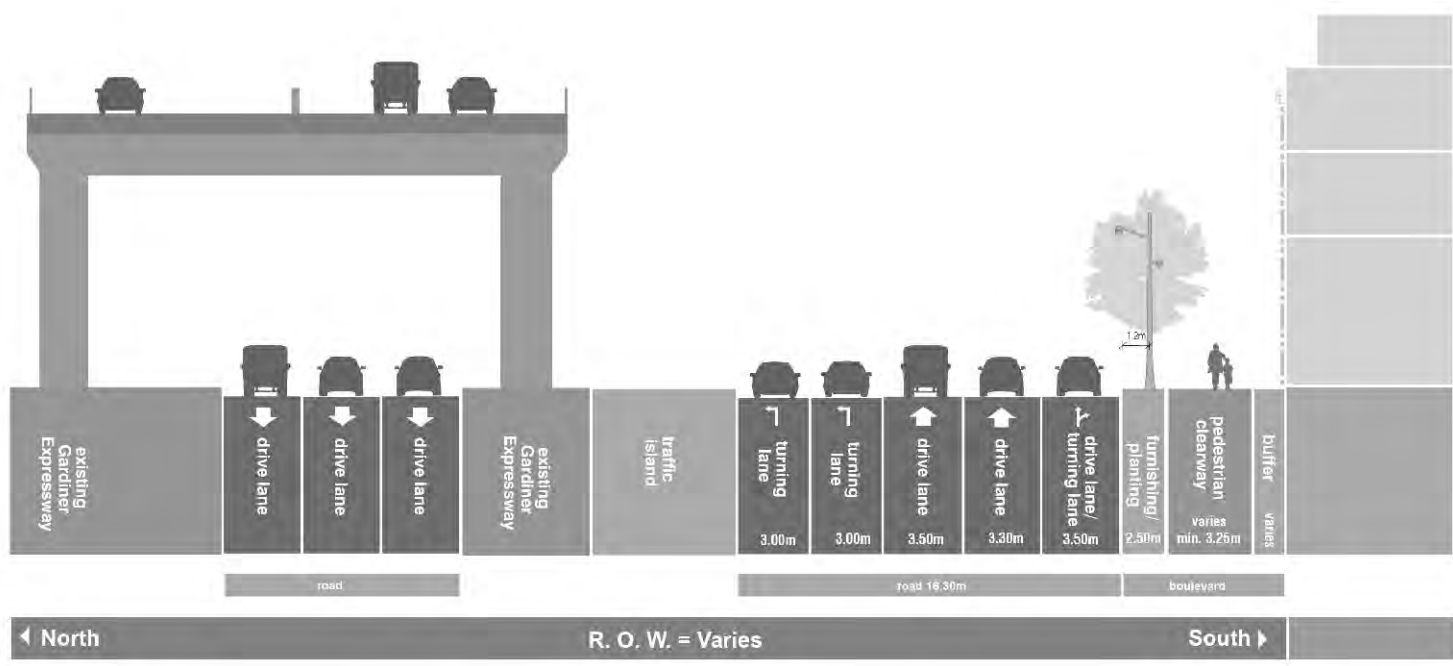 1.2m
existing
Gardiner
Expressway
drive lane
drive lane
drive lane
existing
Gardiner
Expressway
traffic
island
turning
lane
3.00m
turning
lane
3.00m
drive lane
3.50m
drive lane
3.30m
drive lane/
turning lane
3.50m
furnishing/
planting
2.50m
pedestrian
clearway
varies
min. 3.25m
buffer
varies
road
road 16.30m
boulevard
North
R. O. W. = Varies
South